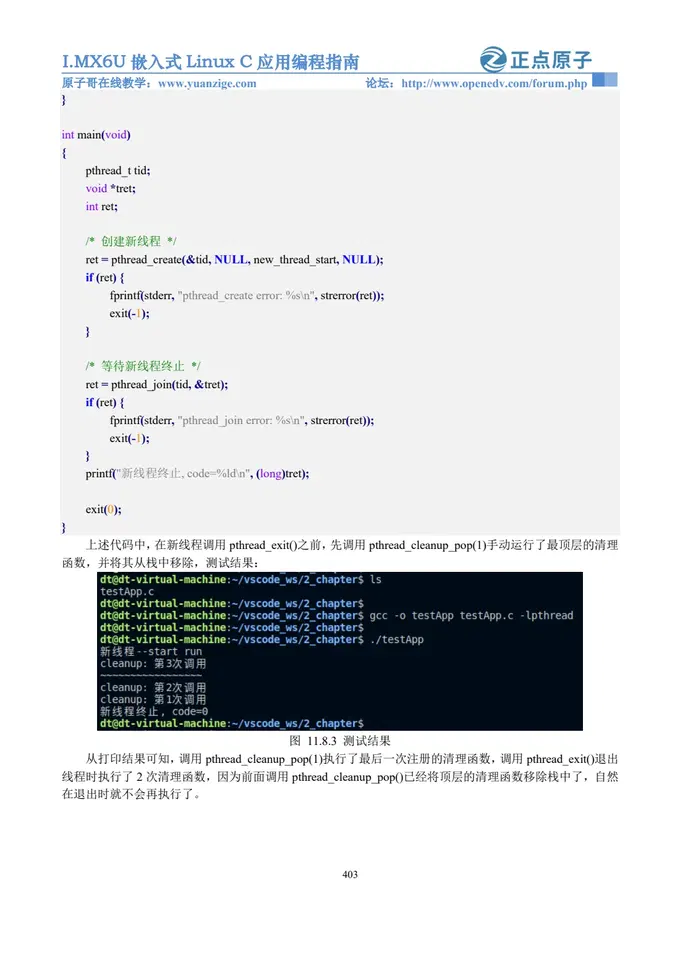 I.MX6U 嵌入式 Linux C 应用编程指南
正点原子
原子哥在线教学：www.yuanzige.com 论坛：http://www.openedv.com/forum.php
}
int main(void)
{
pthread_t tid;
void *tret;
int ret;
/* 创建新线程 */
ret = pthread_create(&tid, NULL, new_thread_start, NULL);
if (ret) {
fprintf(stderr, "pthread_create error: %s\n", strerror(ret));
exit(-1);
}
/* 等待新线程终止 */
ret = pthread_join(tid, &tret);
if (ret) {
fprintf(stderr, "pthread_join error: %s\n", strerror(ret));
exit(-1);
}
printf("新线程终止, code=%ld\n", (long)tret);
exit(0);
}
上述代码中，在新线程调用 pthread_exit()之前，先调用 pthread_cleanup_pop(1)手动运行了最顶层的清理
函数，并将其从栈中移除，测试结果：
dt@dt-virtual-machine:~/vscode_ws/2_chapter$ ls
testApp.c
dt@dt-virtual-machine:~/vscode_ws/2_chapter$
dt@dt-virtual-machine:~/vscode_ws/2_chapter$ gcc -o testApp testApp.c -lpthread
dt@dt-virtual-machine:~/vscode_ws/2_chapter$
dt@dt-virtual-machine:~/vscode_ws/2_chapter$ ./testApp
新线程--start run
cleanup: 第3次调用
~~~~~~~~~~~~~~~~~
cleanup: 第2次调用
cleanup: 第1次调用
新线程终止, code=0
dt@dt-virtual-machine:~/vscode_ws/2_chapter$
图 11.8.3 测试结果
从打印结果可知，调用 pthread_cleanup_pop(1)执行了最后一次注册的清理函数，调用 pthread_exit()退出
线程时执行了 2 次清理函数，因为前面调用 pthread_cleanup_pop()已经将顶层的清理函数移除栈中了，自然
在退出时就不会再执行了。
403